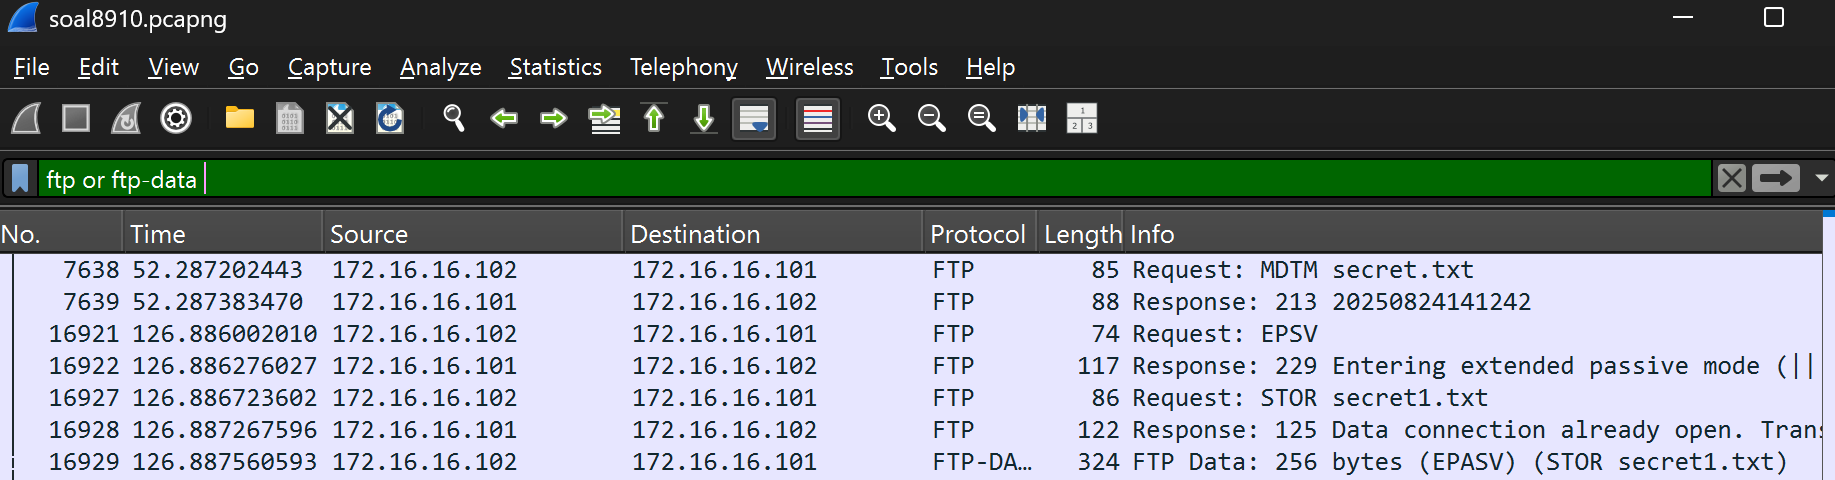 soal8910.pcapng
File Edit View Go Capture Analyze Statistics Telephony Wireless Tools Help
ftp or ftp-data
No. Time Source Destination Protocol Length Info
7638 52.287202443 172.16.16.102 172.16.16.101 FTP 85 Request: MDTM secret.txt
7639 52.287383470 172.16.16.101 172.16.16.102 FTP 88 Response: 213 20250824141242
16921 126.886002010 172.16.16.102 172.16.16.101 FTP 74 Request: EPSV
16922 126.886276027 172.16.16.101 172.16.16.102 FTP 117 Response: 229 Entering extended passive mode (||
16927 126.886723602 172.16.16.102 172.16.16.101 FTP 86 Request: STOR secret1.txt
16928 126.887267596 172.16.16.101 172.16.16.102 FTP 122 Response: 125 Data connection already open. Trans
16929 126.887560593 172.16.16.102 172.16.16.101 FTP-DA… 324 FTP Data: 256 bytes (EPASV) (STOR secret1.txt)